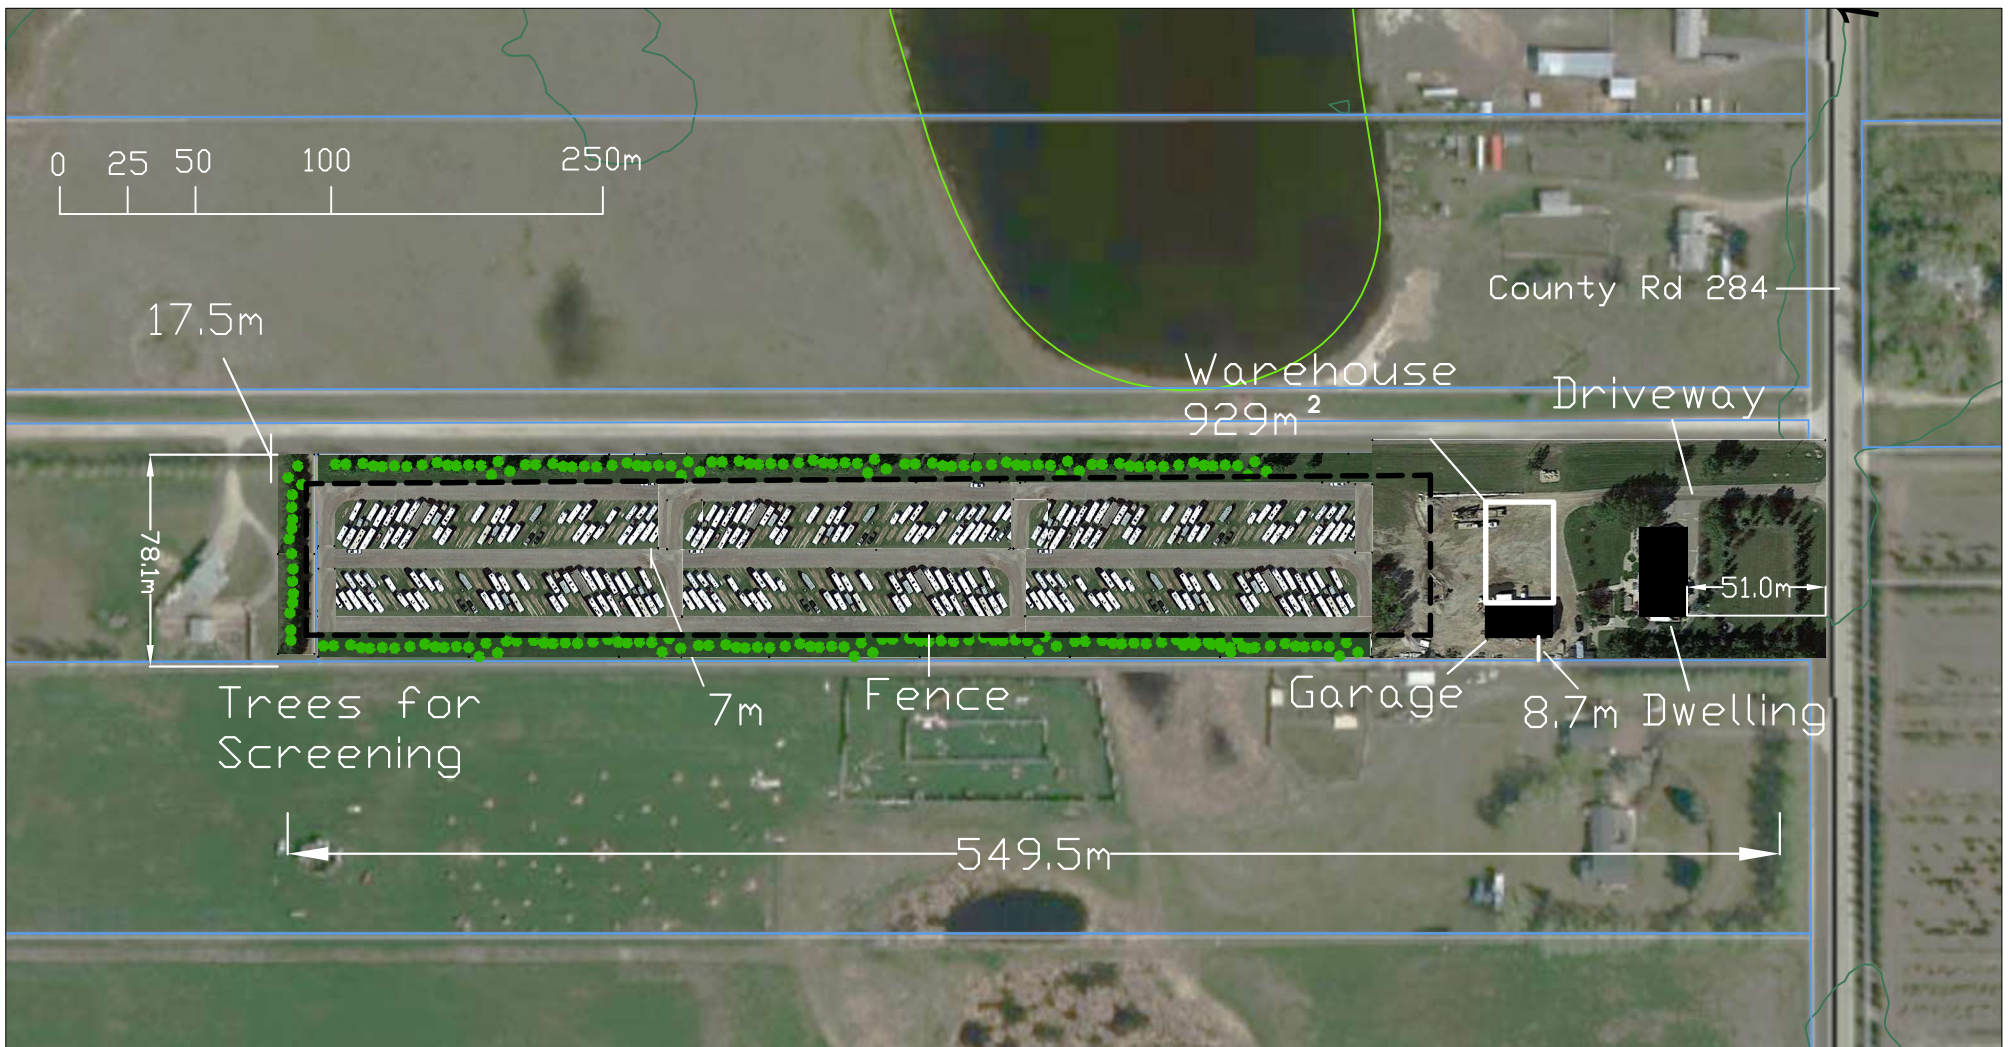 0 25 50 100 250m
17.5m
County Rd 284
Warehouse
929m²
Driveway
78.1m
51.0m
Trees for
Screening
7m
Fence
Garage
8.7m
Dwelling
549.5m